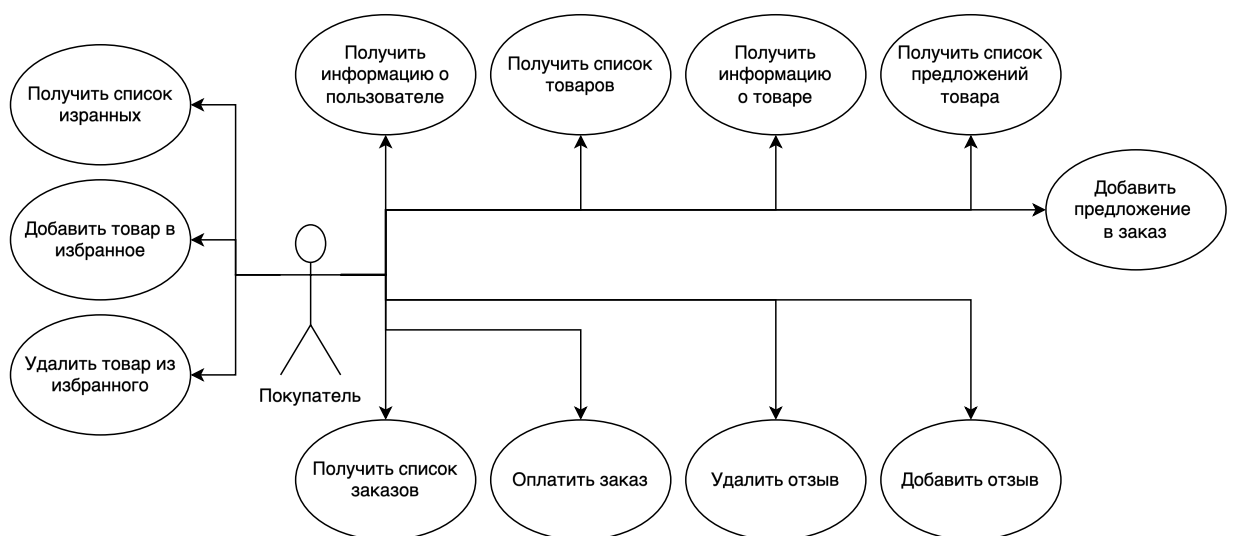 Получить список
изранных
Добавить товар в
избранное
Удалить товар из
избранного
Покупатель
Получить
информацию о
пользователе
Получить список
товаров
Получить
информацию
о товаре
Получить список
предложений
товара
Добавить
предложение
в заказ
Получить список
заказов
Оплатить заказ
Удалить отзыв
Добавить отзыв